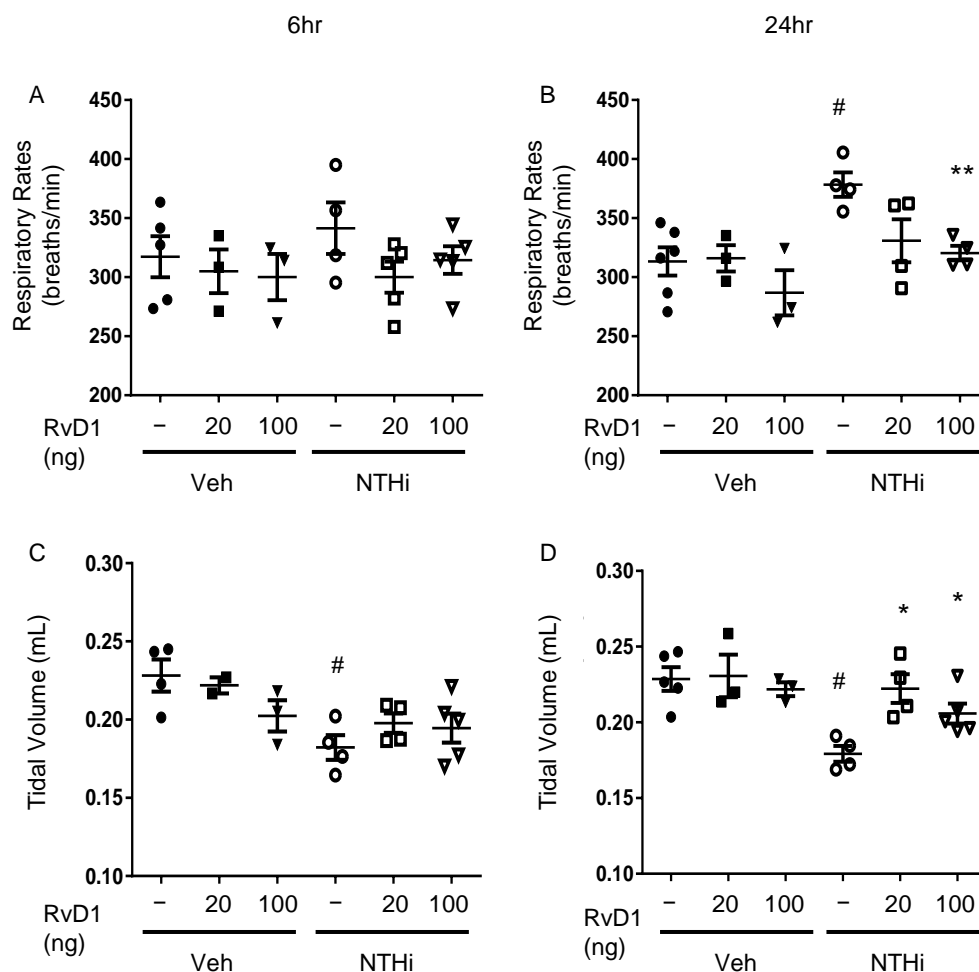 6hr
24hr
A
B
#
**
450
400
350
300
250
200
Respiratory Rates
(breaths/min)
RvD1
(ng)
– 20 100 – 20 100
Veh NTHi
450
400
350
300
250
200
Respiratory Rates
(breaths/min)
RvD1
(ng)
– 20 100 – 20 100
Veh NTHi
C
#
0.30
0.25
0.20
0.15
0.10
Tidal Volume (mL)
RvD1
(ng)
– 20 100 – 20 100
Veh NTHi
D
#
*
*
0.30
0.25
0.20
0.15
0.10
Tidal Volume (mL)
RvD1
(ng)
– 20 100 – 20 100
Veh NTHi